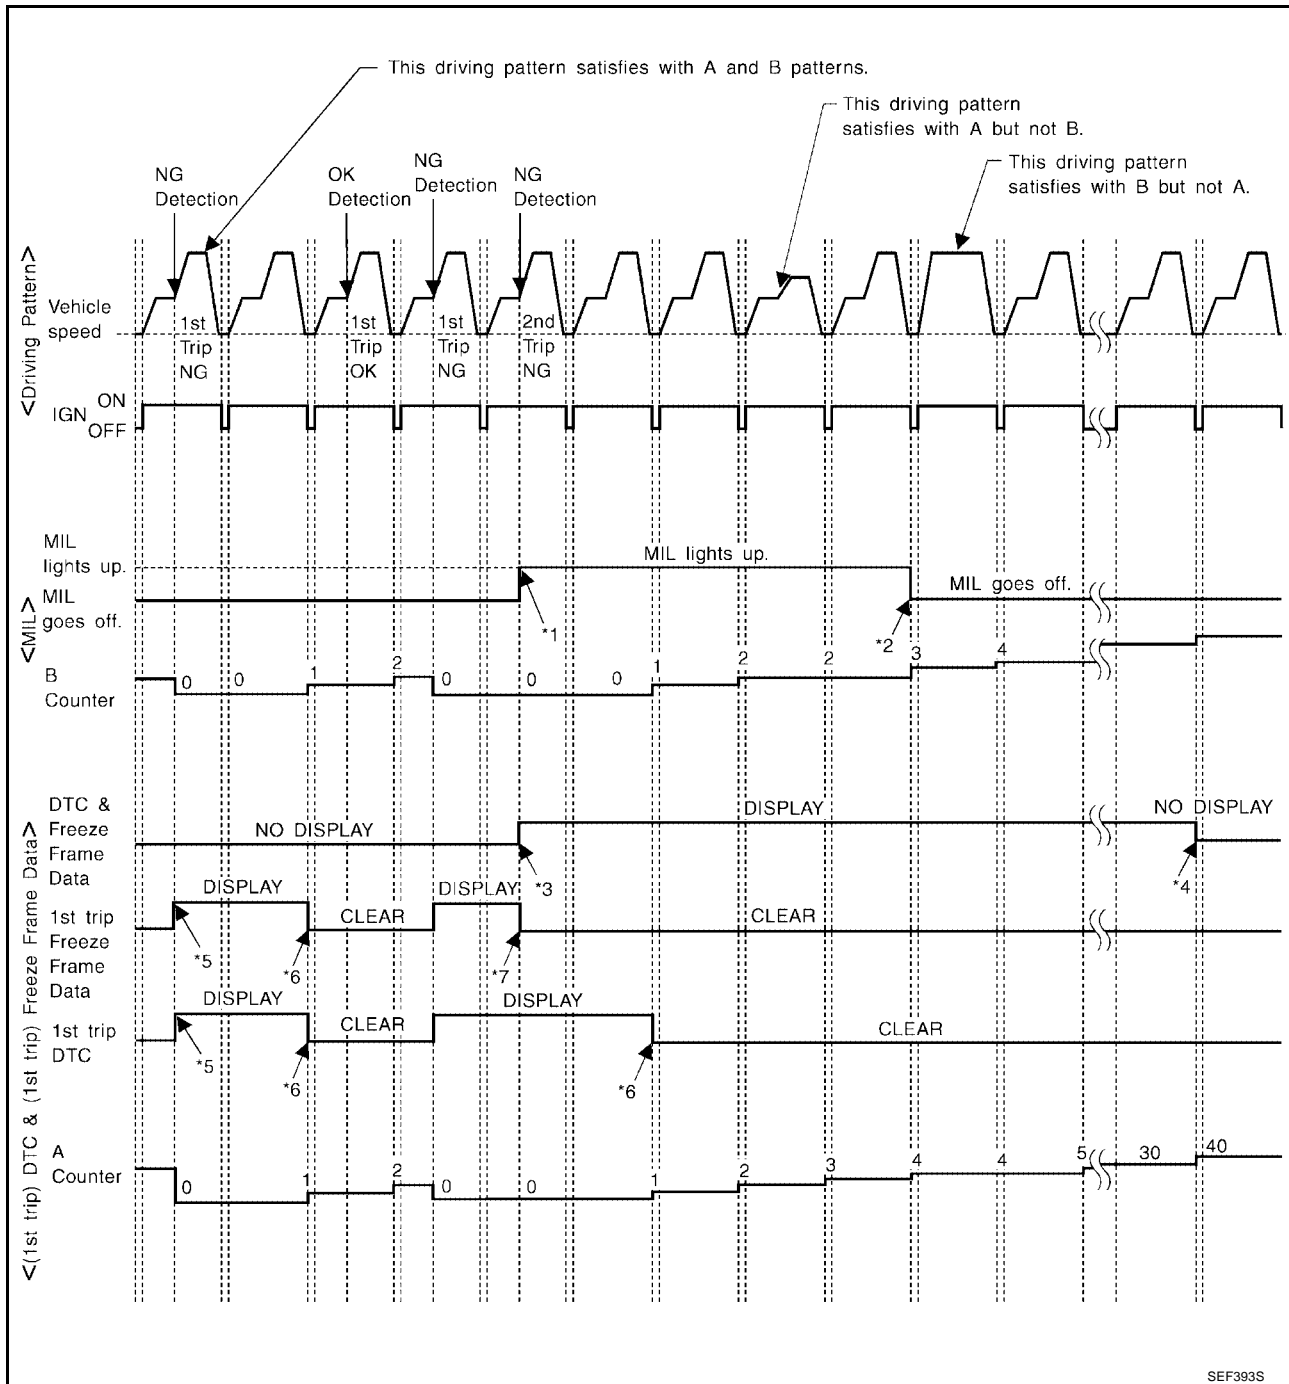 This driving pattern satisfies with A and B patterns.
This driving pattern
satisfies with A but not B.
This driving pattern
satisfies with B but not A.
NG
Detection
OK
Detection
NG
Detection
NG
Detection
<Driving Pattern>
Vehicle
speed
1st
Trip
NG
1st
Trip
OK
1st
Trip
NG
2nd
Trip
NG
IGN
ON
OFF
<MIL>
MIL
lights up.
MIL
goes off.
MIL lights up.
MIL goes off.
*1
*2
B
Counter
0 0 1 2 0 0 0 1 2 2 3 4
<(1st trip) DTC & (1st trip) Freeze Frame Data>
DTC &
Freeze
Frame
Data
NO DISPLAY
DISPLAY
NO DISPLAY
*3
*4
1st trip
Freeze
Frame
Data
DISPLAY
CLEAR
DISPLAY
CLEAR
*5
*6
*7
1st trip
DTC
DISPLAY
CLEAR
DISPLAY
CLEAR
*5
*6
*6
A
Counter
0 1 2 0 0 1 2 3 4 4 5 30 40
SEF393S